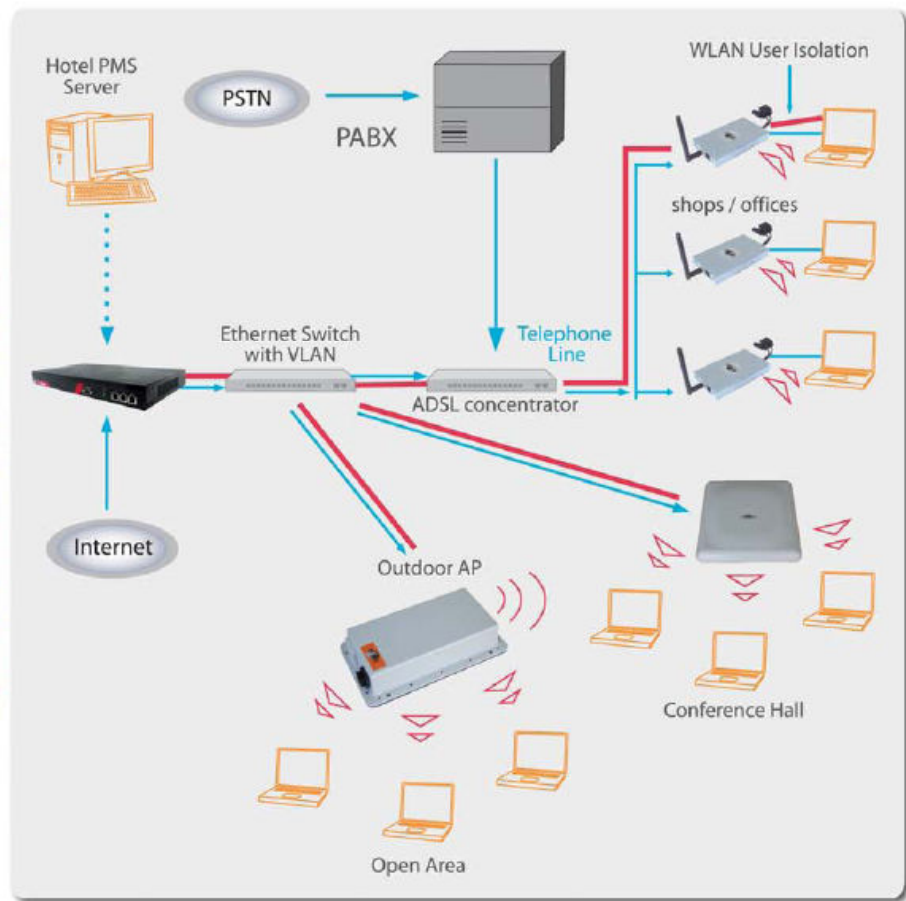 Hotel PMS
Server
PSTN
PABX
WLAN User Isolation
shops / offices
Ethernet Switch
with VLAN
Telephone
Line
ADSL concentrator
Internet
Outdoor AP
Conference Hall
Open Area